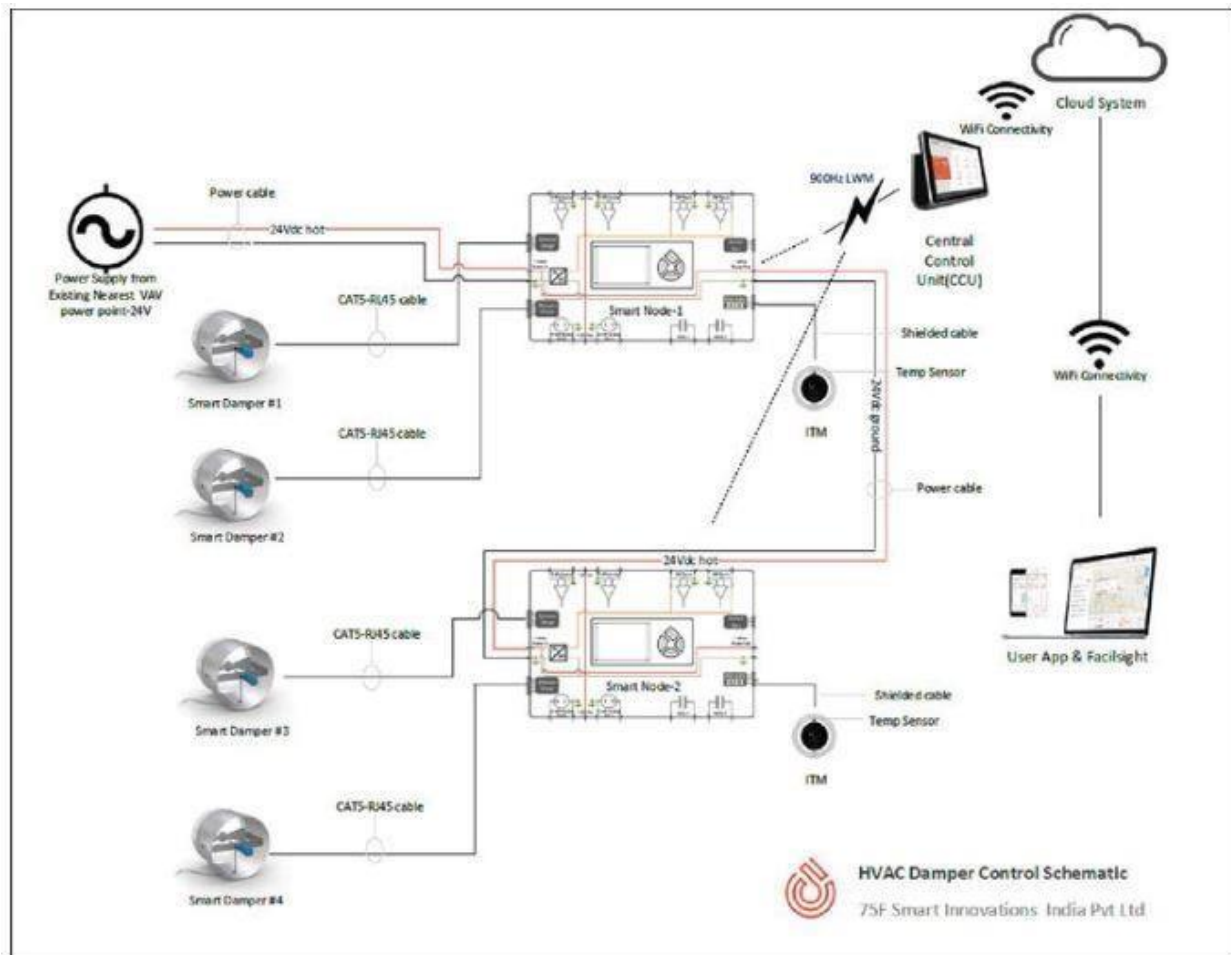 Cloud System
WiFi Connectivity
900Hz LWM
Central
Control
Unit(CCU)
Power cable
24Vdc hot
Power Supply from
Existing Nearest VAV
power point-24V
CAT5-RL45 cable
Smart Node-1
Shielded cable
Temp Sensor
ITM
Smart Damper #1
WiFi Connectivity
CAT5-RJ45 cable
24Vdc ground
Power cable
Smart Damper #2
24Vdc hot
CAT5-RJ45 cable
Smart Node-2
User App & Facilsight
Shielded cable
Temp Sensor
Smart Damper #3
ITM
CAT5-RJ45 cable
Smart Damper #4
HVAC Damper Control Schematic
75F Smart Innovations India Pvt Ltd